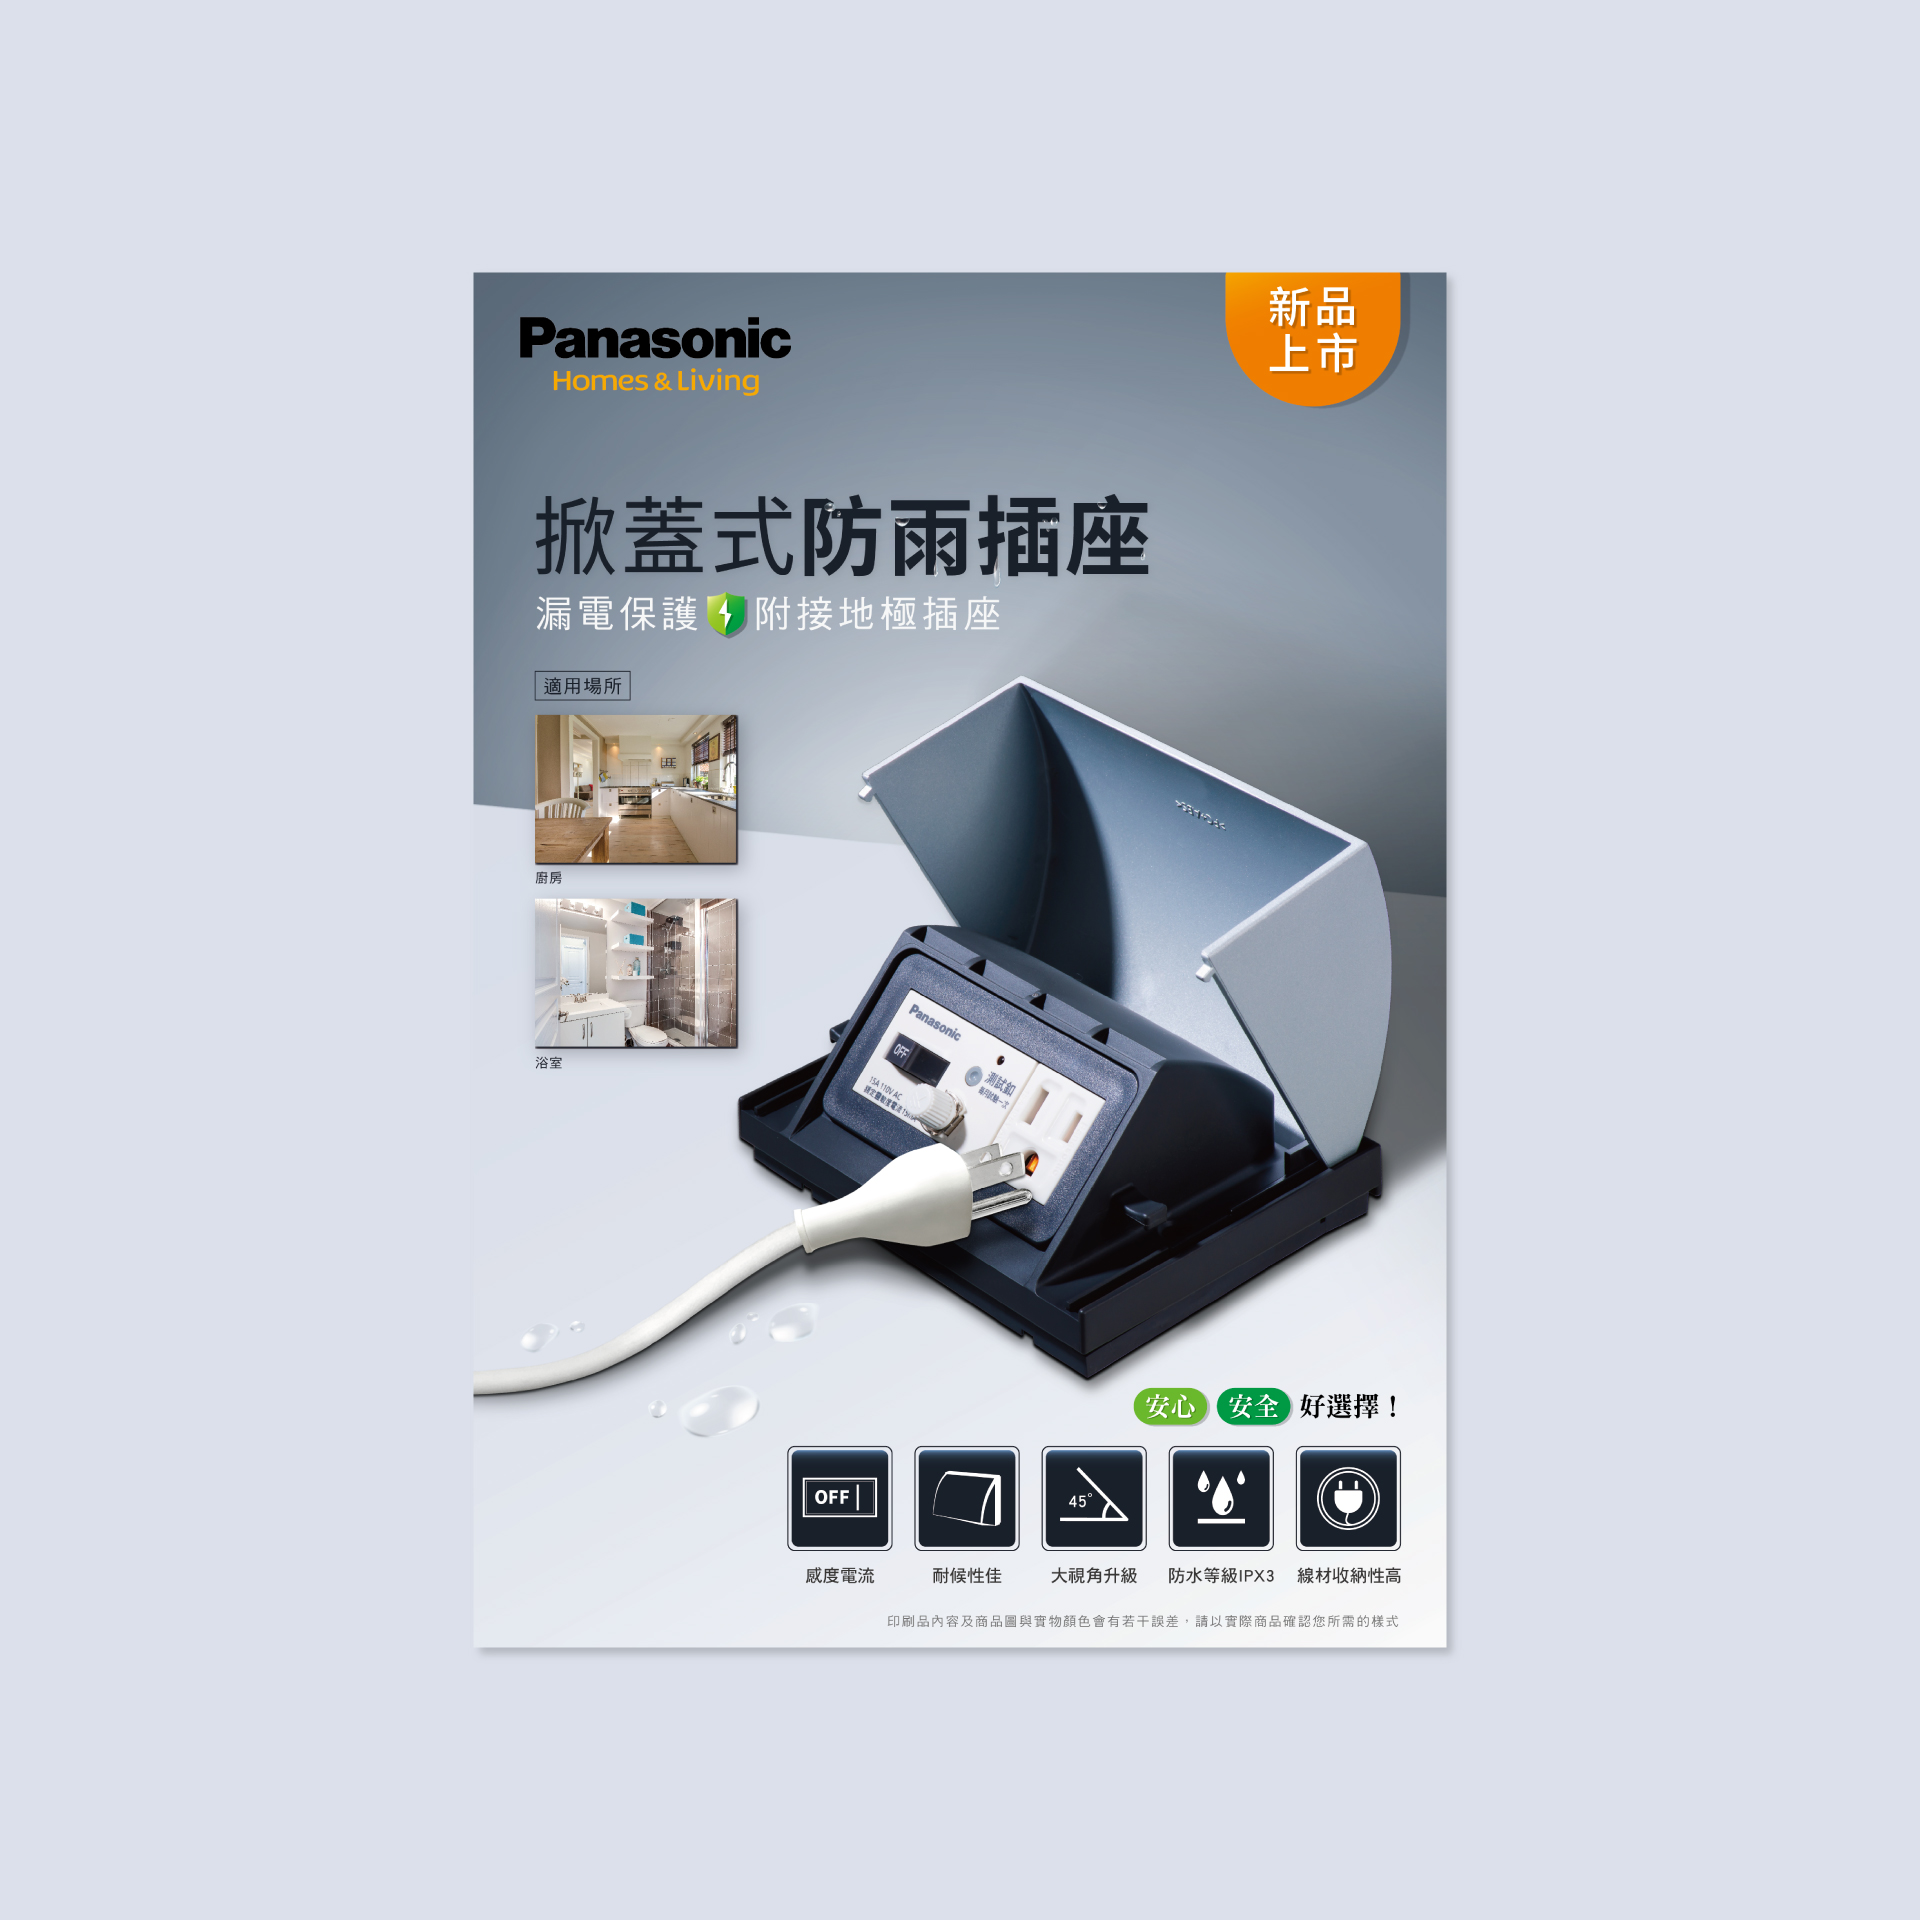 Panasonic
Homes & Living
新品
上市
掀蓋式防雨插座
漏電保護 附接地極插座
適用場所
廚房
浴室
Panasonic
OFF
測試鈕
15A 110V AC
安心 安全 好選擇！
OFF
45°
感度電流 耐候性佳 大視角升級 防水等級IPX3 線材收納性高
印刷品內容及商品圖與實物顏色會有若干誤差，請以實際商品確認您所需的樣式